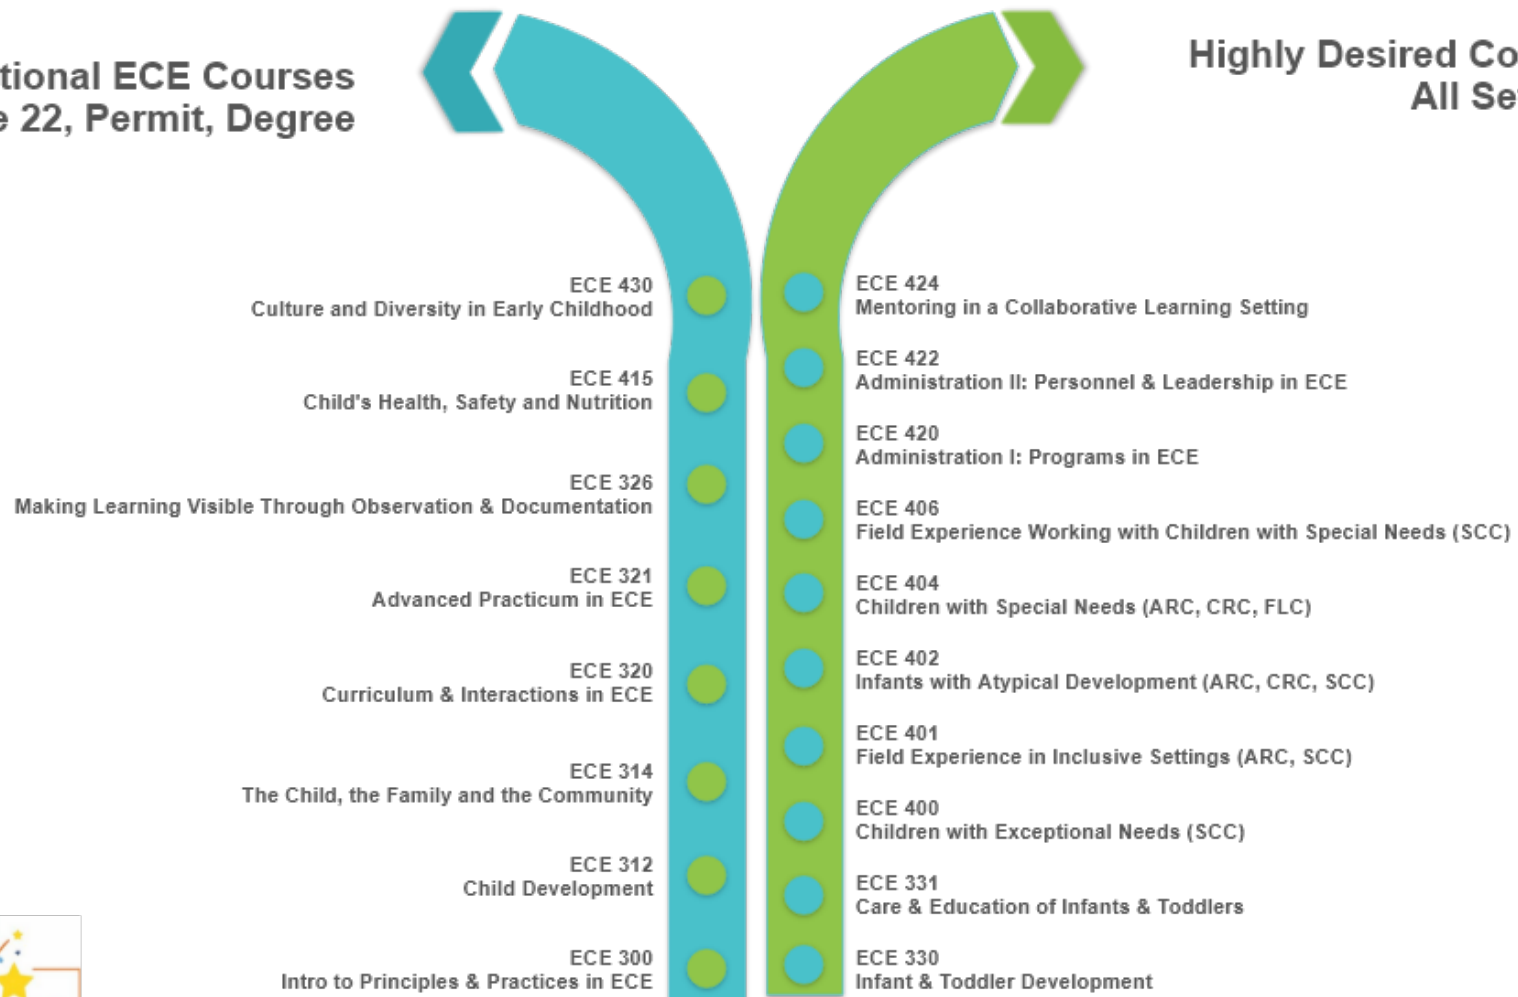 tional ECE Courses
e 22, Permit, Degree
ECE 430
Culture and Diversity in Early Childhood
ECE 415
Child's Health, Safety and Nutrition
ECE 326
Making Learning Visible Through Observation & Documentation
ECE 321
Advanced Practicum in ECE
ECE 320
Curriculum & Interactions in ECE
ECE 314
The Child, the Family and the Community
ECE 312
Child Development
ECE 300
Intro to Principles & Practices in ECE
Highly Desired Co
All Se
ECE 424
Mentoring in a Collaborative Learning Setting
ECE 422
Administration II: Personnel & Leadership in ECE
ECE 420
Administration I: Programs in ECE
ECE 406
Field Experience Working with Children with Special Needs (SCC)
ECE 404
Children with Special Needs (ARC, CRC, FLC)
ECE 402
Infants with Atypical Development (ARC, CRC, SCC)
ECE 401
Field Experience in Inclusive Settings (ARC, SCC)
ECE 400
Children with Exceptional Needs (SCC)
ECE 331
Care & Education of Infants & Toddlers
ECE 330
Infant & Toddler Development